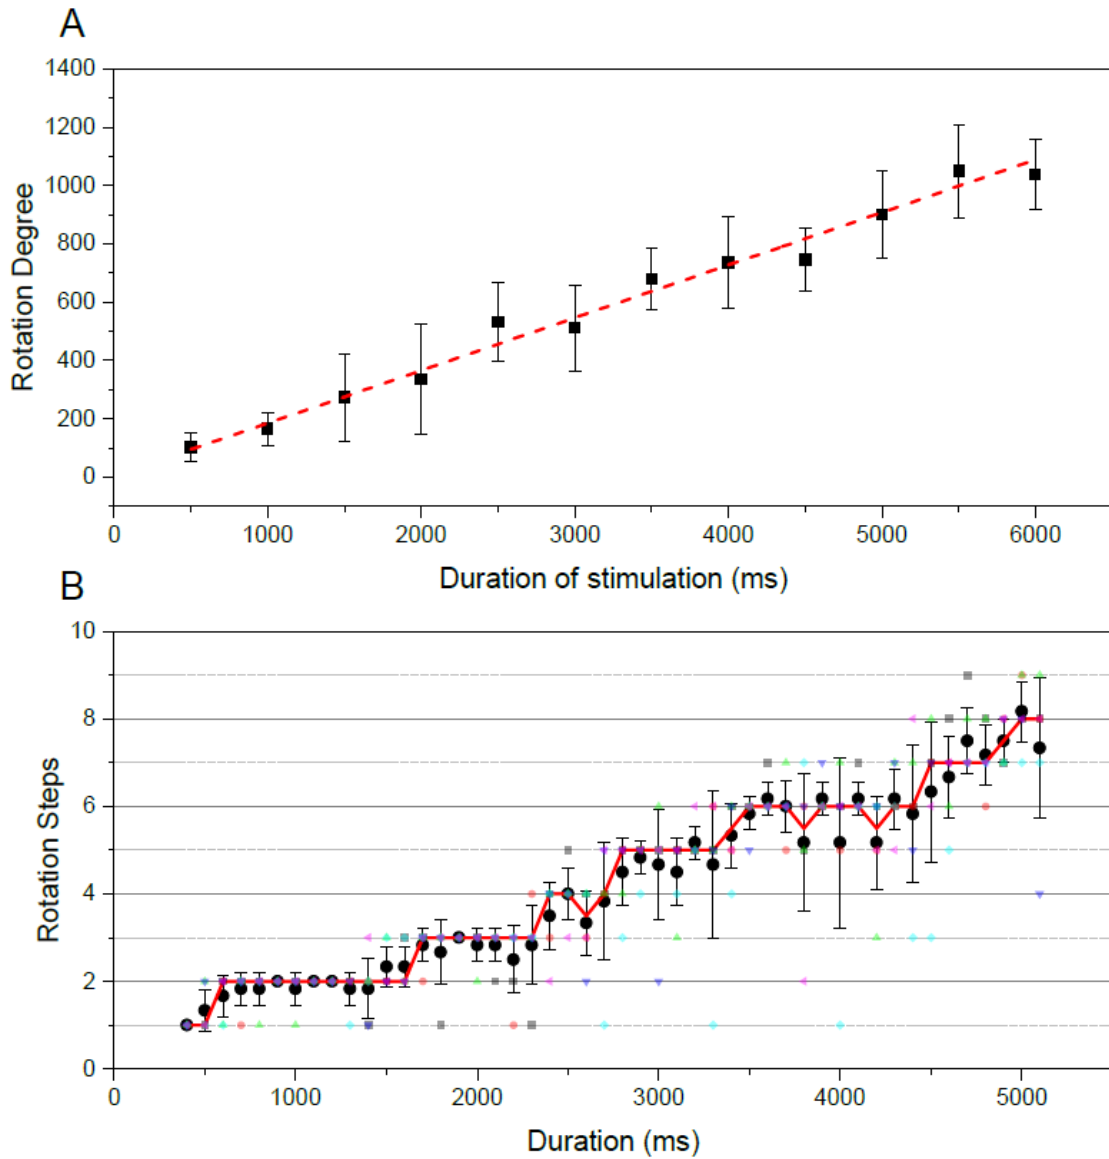 A
1400
1200
1000
800
600
400
200
0
Rotation Degree
0 1000 2000 3000 4000 5000 6000
Duration of stimulation (ms)
B
10
8
6
4
2
0
Rotation Steps
0 1000 2000 3000 4000 5000
Duration (ms)